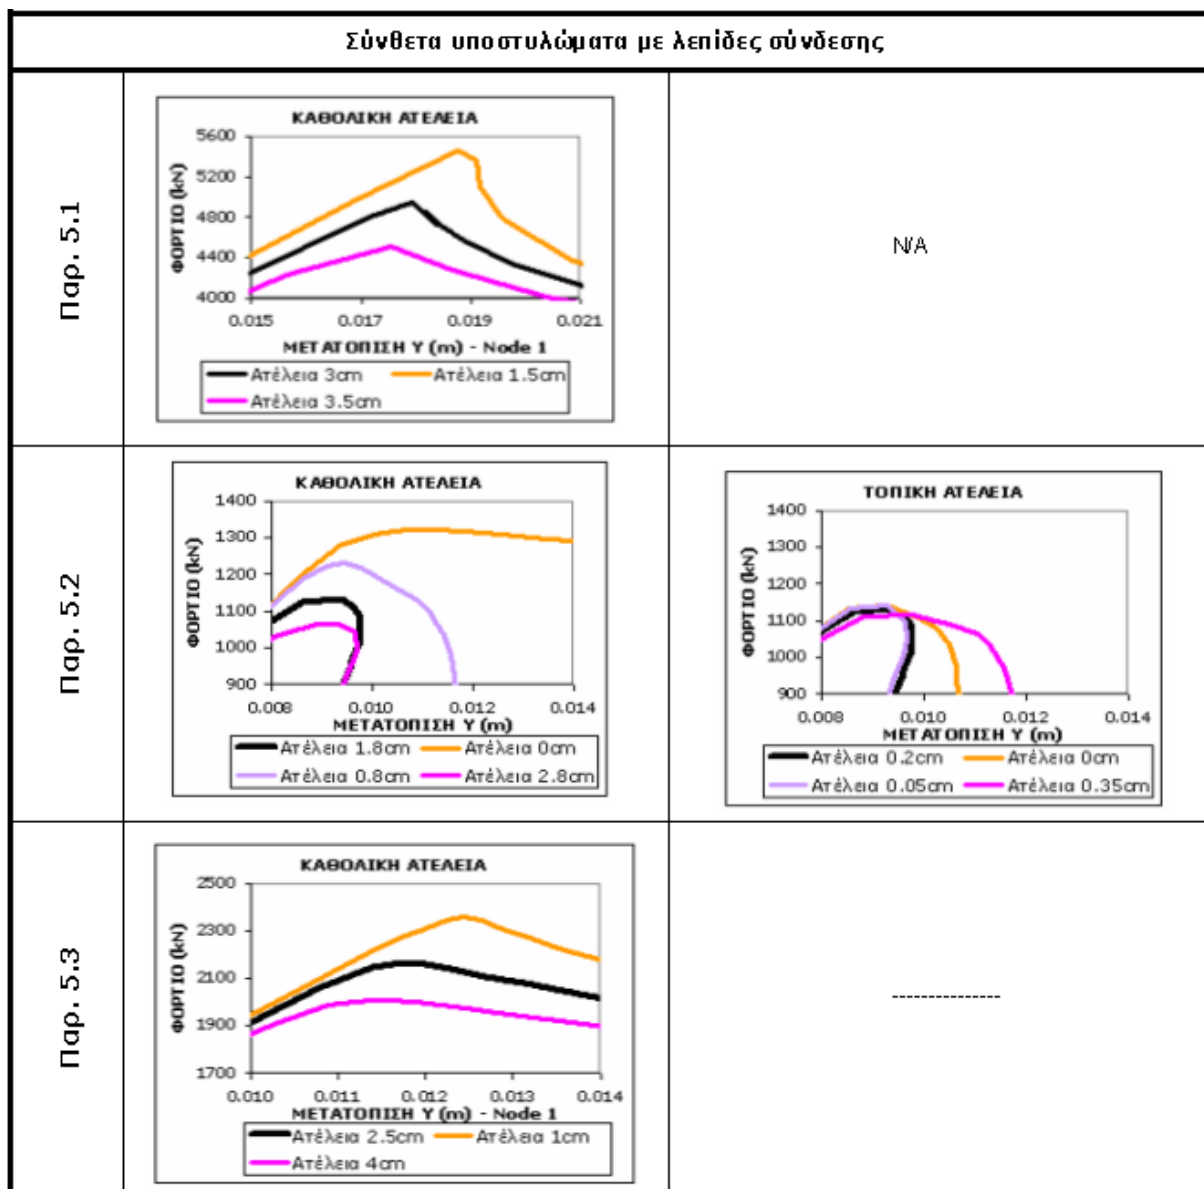 Σύνθετα υποστυλώματα με λεπίδες σύνδεσης
Παρ. 5.1
ΚΑΘΟΛΙΚΗ ΑΤΕΛΕΙΑ
ΦΟΡΤΙΟ (kN)
5600
5200
4800
4400
4000
0.015 0.017 0.019 0.021
ΜΕΤΑΤΟΠΙΣΗ Υ (m) - Node 1
Ατέλεια 3cm Ατέλεια 1.5cm
Ατέλεια 3.5cm
N/A
Παρ. 5.2
ΚΑΘΟΛΙΚΗ ΑΤΕΛΕΙΑ
ΦΟΡΤΙΟ (kN)
1400
1300
1200
1100
1000
900
0.008 0.010 0.012 0.014
ΜΕΤΑΤΟΠΙΣΗ Υ (m)
Ατέλεια 1.8cm Ατέλεια 0cm
Ατέλεια 0.8cm Ατέλεια 2.8cm
ΤΟΠΙΚΗ ΑΤΕΛΕΙΑ
ΦΟΡΤΙΟ (kN)
1400
1300
1200
1100
1000
900
0.008 0.010 0.012 0.014
ΜΕΤΑΤΟΠΙΣΗ Υ (m)
Ατέλεια 0.2cm Ατέλεια 0cm
Ατέλεια 0.05cm Ατέλεια 0.35cm
Παρ. 5.3
ΚΑΘΟΛΙΚΗ ΑΤΕΛΕΙΑ
ΦΟΡΤΙΟ (kN)
2500
2300
2100
1900
1700
0.010 0.011 0.012 0.013 0.014
ΜΕΤΑΤΟΠΙΣΗ Υ (m) - Node 1
Ατέλεια 2.5cm Ατέλεια 1cm
Ατέλεια 4cm
---------------